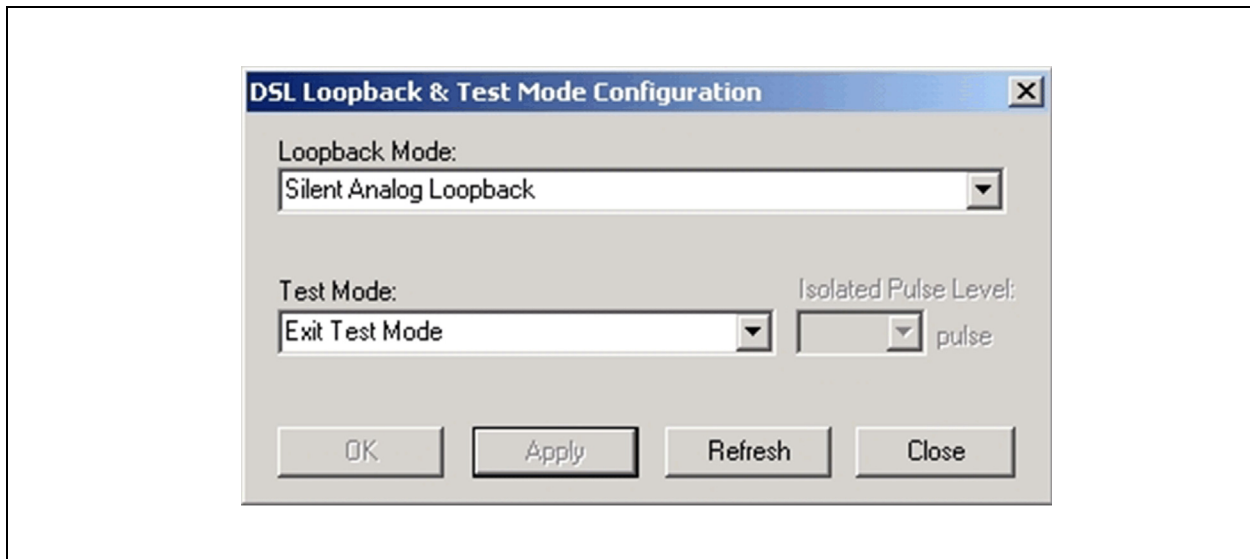 DSL Loopback & Test Mode Configuration
Loopback Mode:
Silent Analog Loopback
Test Mode:
Isolated Pulse Level:
Exit Test Mode
pulse
OK
Apply
Refresh
Close